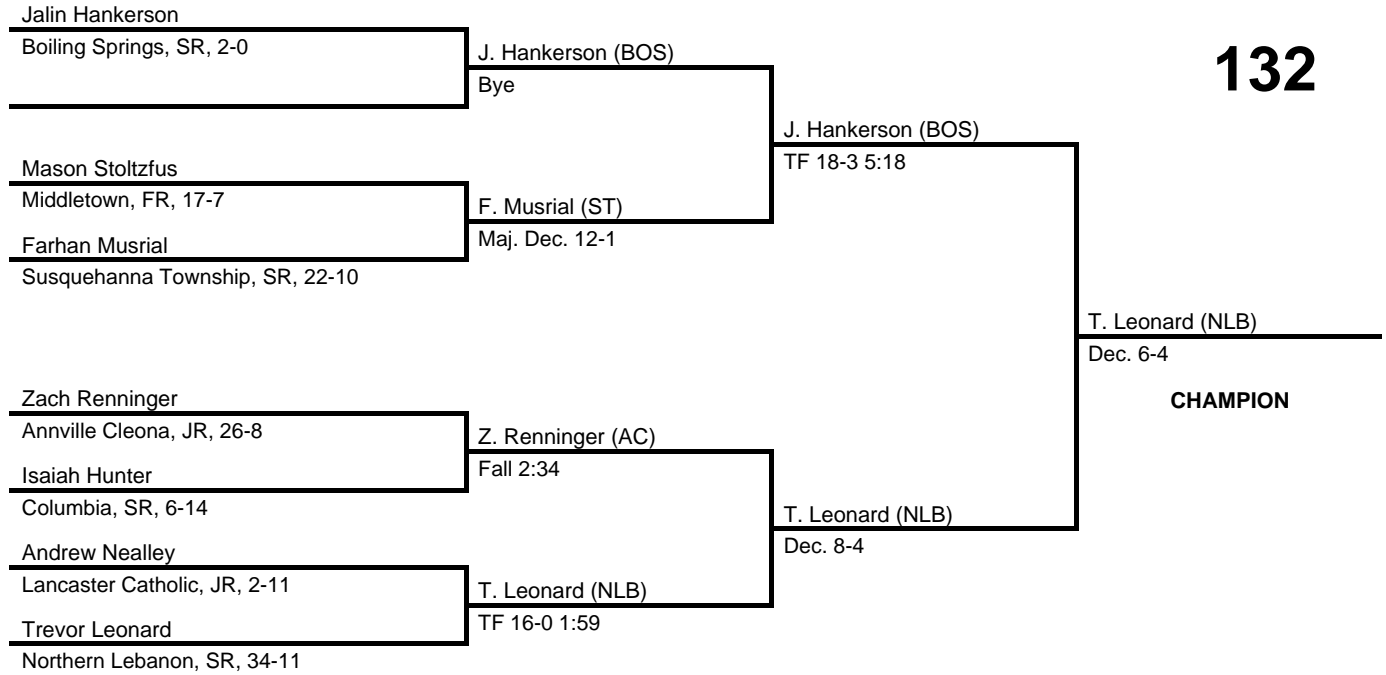 Jalin Hankerson
Boiling Springs, SR, 2-0
J. Hankerson (BOS)
Bye
132
J. Hankerson (BOS)
TF 18-3 5:18
Mason Stoltzfus
Middletown, FR, 17-7
F. Musrial (ST)
Maj. Dec. 12-1
Farhan Musrial
Susquehanna Township, SR, 22-10
T. Leonard (NLB)
Dec. 6-4
CHAMPION
Zach Renninger
Annville Cleona, JR, 26-8
Z. Renninger (AC)
Fall 2:34
Isaiah Hunter
Columbia, SR, 6-14
T. Leonard (NLB)
Dec. 8-4
Andrew Nealley
Lancaster Catholic, JR, 2-11
T. Leonard (NLB)
TF 16-0 1:59
Trevor Leonard
Northern Lebanon, SR, 34-11